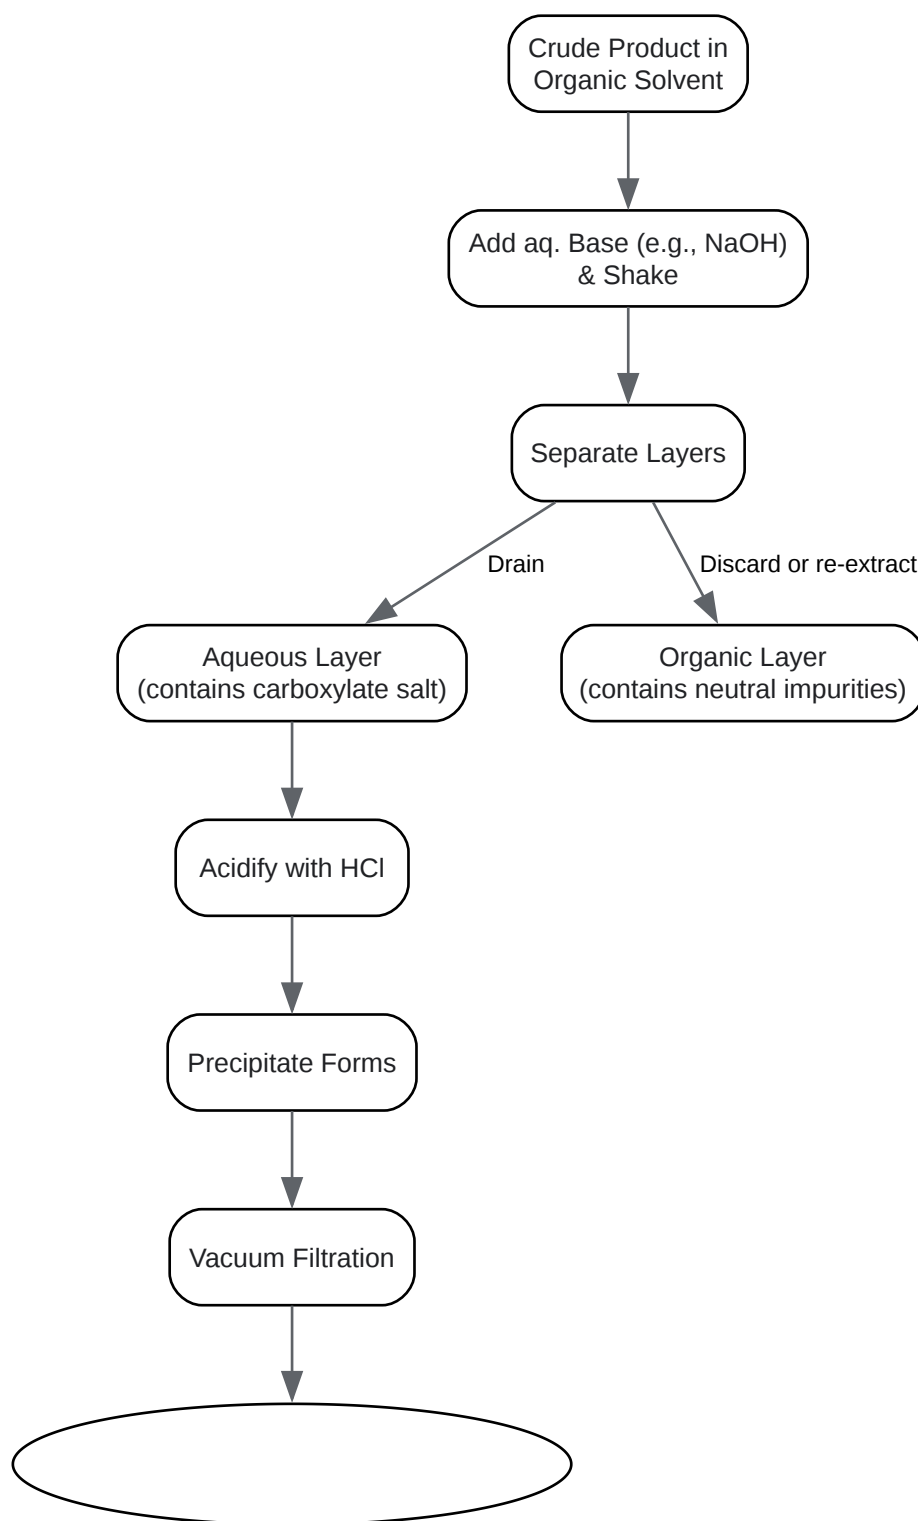 Crude Product in
Organic Solvent
Add aq. Base (e.g., NaOH)
& Shake
Separate Layers
Drain
Discard or re-extract
Aqueous Layer
(contains carboxylate salt)
Organic Layer
(contains neutral impurities)
Acidify with HCl
Precipitate Forms
Vacuum Filtration